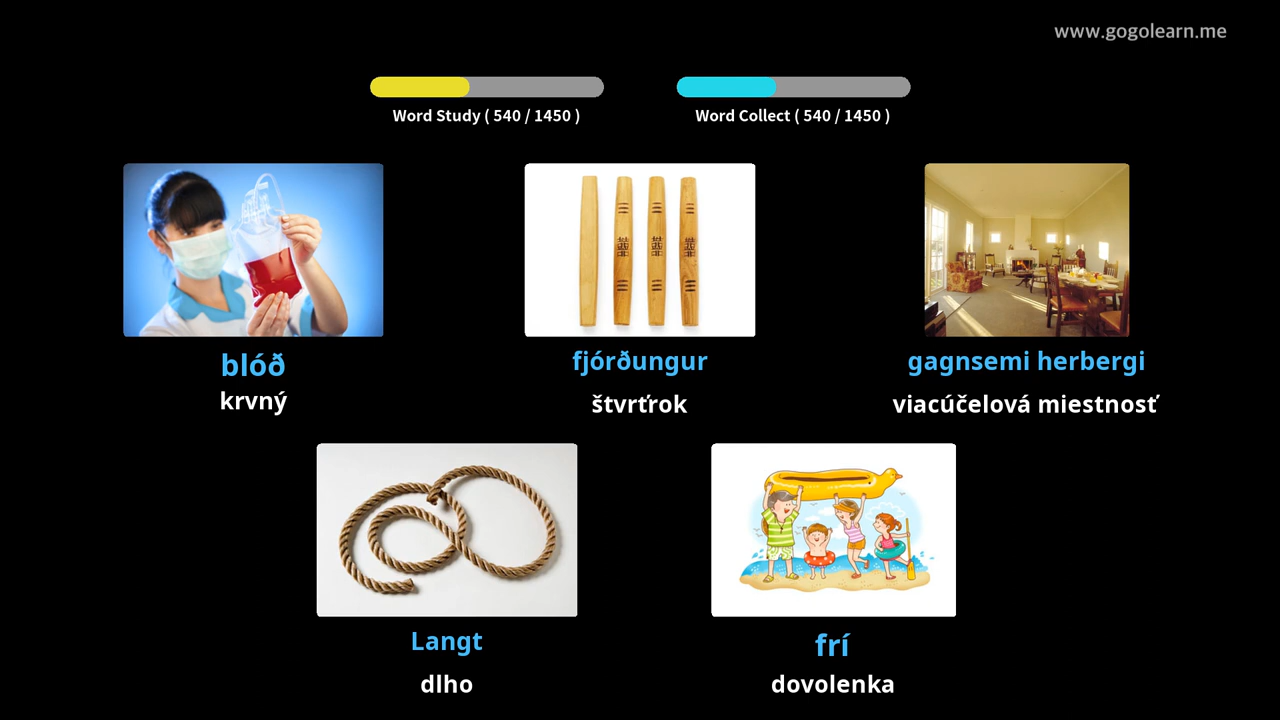 www.gogolearn.me
Word Study ( 540 / 1450 )
Word Collect ( 540 / 1450 )
blóð
krvný
fjórðungur
štvrťrok
gagnsemi herbergi
viacúčelová miestnosť
Langt
dlho
frí
dovolenka